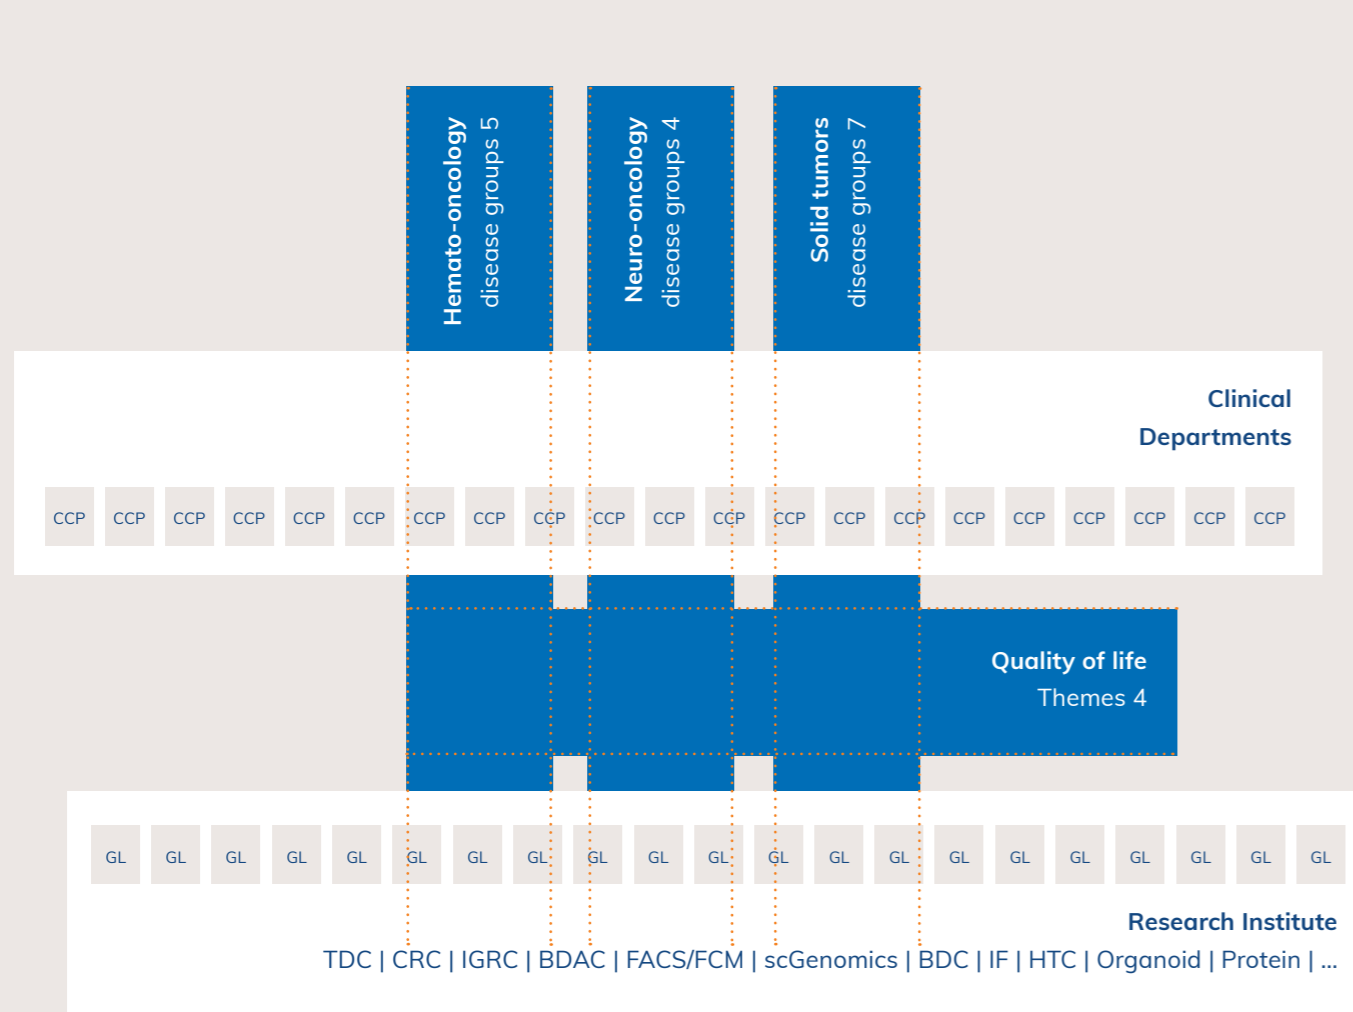 Hemato-oncology
disease groups 5
Neuro-oncology
disease groups 4
Solid tumors
disease groups 7
Clinical
Departments
CCP CCP CCP CCP CCP CCP CCP CCP CCP CCP CCP CCP CCP CCP CCP CCP CCP CCP CCP CCP CCP
Quality of life
Themes 4
GL GL GL GL GL GL GL GL GL GL GL GL GL GL GL GL GL GL GL GL GL
Research Institute
TDC | CRC | IGRC | BDAC | FACS/FCM | scGenomics | BDC | IF | HTC | Organoid | Protein | ...